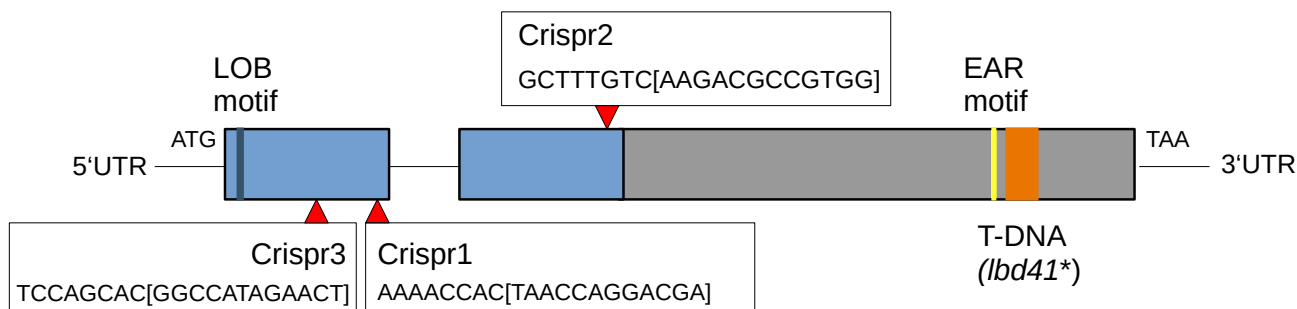 Crispr2
GCTTTGTC[AAGACGCCGTGG]
LOB
motif
EAR
motif
ATG
TAA
5‘UTR
3‘UTR
Crispr3
TCCAGCAC[GGCCATAGAACT]
Crispr1
AAAACCAC[TAACCAGGACGA]
T-DNA
(lbd41*)